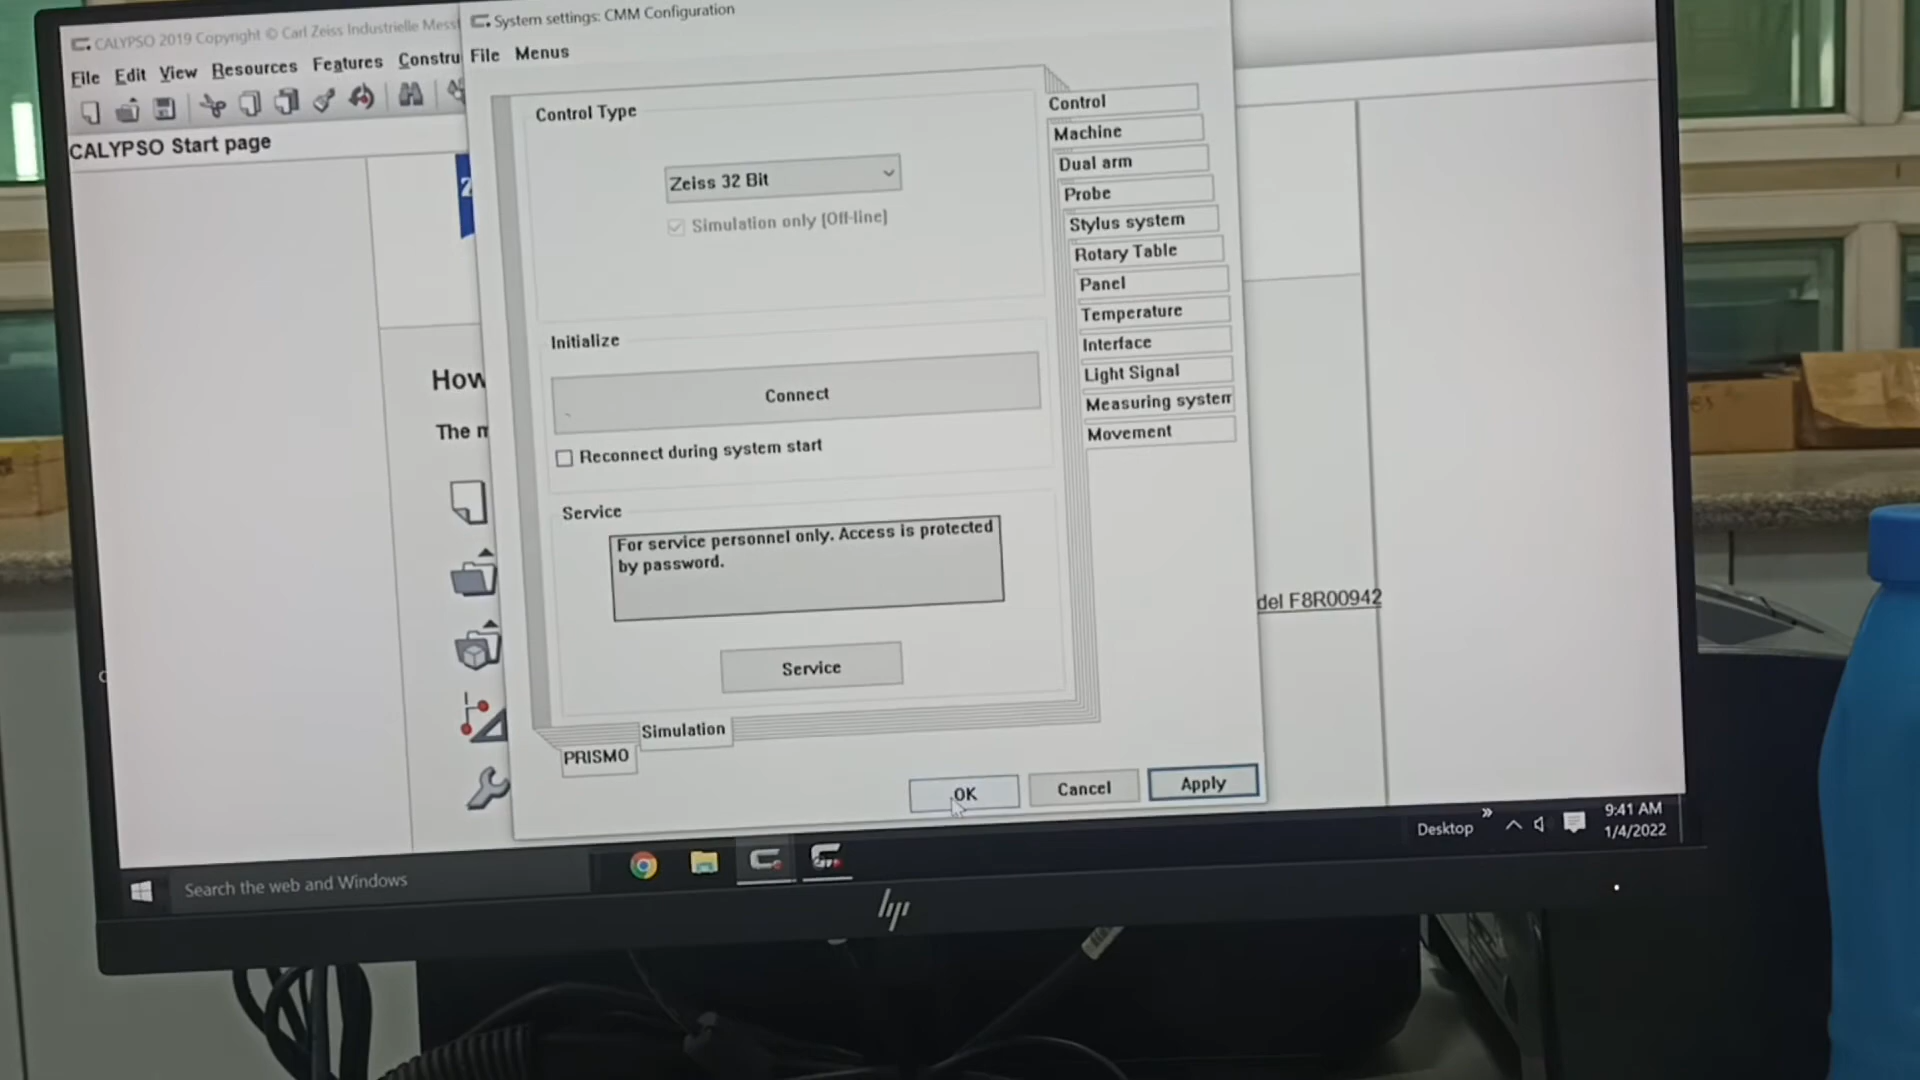 CALYPSO 2019 Copyright © Carl Zeiss Industrielle Messt
File Edit View Resources Features Constru
CALYPSO Start page
Z
How
The m
System settings: CMM Configuration
File Menus
Control Type
Zeiss 32 Bit
Simulation only (Off-line)
Initialize
Connect
Reconnect during system start
Service
For service personnel only. Access is protected
by password.
Service
PRISMO
Simulation
Control
Machine
Dual arm
Probe
Stylus system
Rotary Table
Panel
Temperature
Interface
Light Signal
Measuring system
Movement
OK Cancel Apply
del F8R00942
Search the web and Windows
Desktop
9:41 AM
1/4/2022
hp